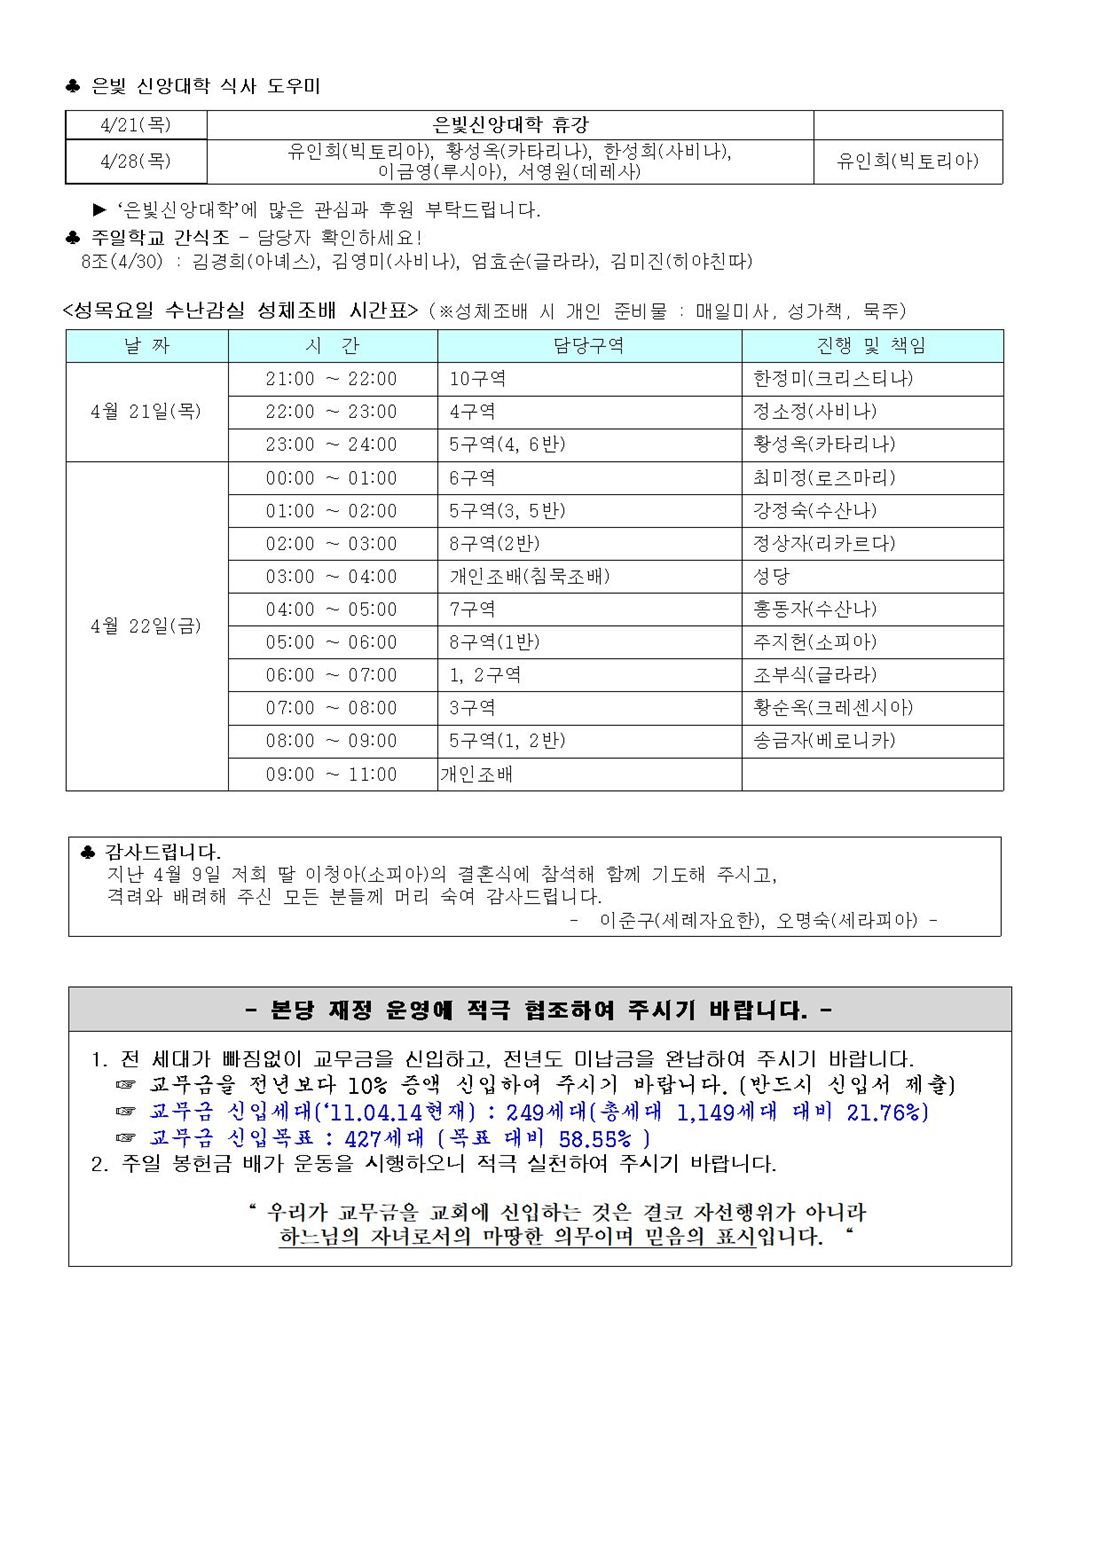 ♣ 은빛 신앙대학 식사 도우미
4/21(목) 은빛신앙대학 휴강
4/28(목) 유인희(빅토리아), 황성옥(카타리나), 한성희(사비나), 유인희(빅토리아)
이금영(루시아), 서영원(데레사)
▶ ‘은빛신앙대학’에 많은 관심과 후원 부탁드립니다.
♣ 주일학교 간식조 - 담당자 확인하세요!
8조(4/30) : 김경희(아녜스), 김영미(사비나), 엄효순(글라라), 김미진(히야친따)
<성목요일 수난감실 성체조배 시간표> (※성체조배 시 개인 준비물 : 매일미사, 성가책, 묵주)
날 짜 시 간 담당구역 진행 및 책임
4월 21일(목)
21:00 ~ 22:00 10구역 한정미(크리스티나)
22:00 ~ 23:00 4구역 정소정(사비나)
23:00 ~ 24:00 5구역(4, 6반) 황성옥(카타리나)
4월 22일(금)
00:00 ~ 01:00 6구역 최미정(로즈마리)
01:00 ~ 02:00 5구역(3, 5반) 강정숙(수산나)
02:00 ~ 03:00 8구역(2반) 정상자(리카르다)
03:00 ~ 04:00 개인조배(침묵조배) 성당
04:00 ~ 05:00 7구역 홍동자(수산나)
05:00 ~ 06:00 8구역(1반) 주지헌(소피아)
06:00 ~ 07:00 1, 2구역 조부식(글라라)
07:00 ~ 08:00 3구역 황순옥(크레센시아)
08:00 ~ 09:00 5구역(1, 2반) 송금자(베로니카)
09:00 ~ 11:00 개인조배
♣ 감사드립니다.
지난 4월 9일 저희 딸 이청아(소피아)의 결혼식에 참석해 함께 기도해 주시고,
격려와 배려해 주신 모든 분들께 머리 숙여 감사드립니다.
- 이준구(세례자요한), 오명숙(세라피아) -
- 본당 재정 운영에 적극 협조하여 주시기 바랍니다. -
1. 전 세대가 빠짐없이 교무금을 신입하고, 전년도 미납금을 완납하여 주시기 바랍니다.
☞ 교무금을 전년보다 10% 증액 신입하여 주시기 바랍니다. (반드시 신입서 제출)
☞ 교무금 신입세대(‘11.04.14현재) : 249세대(총세대 1,149세대 대비 21.76%)
☞ 교무금 신입목표 : 427세대 (목표 대비 58.55% )
2. 주일 봉헌금 배가 운동을 시행하오니 적극 실천하여 주시기 바랍니다.
“ 우리가 교무금을 교회에 신입하는 것은 결코 자선행위가 아니라
하느님의 자녀로서의 마땅한 의무이며 믿음의 표시입니다. “